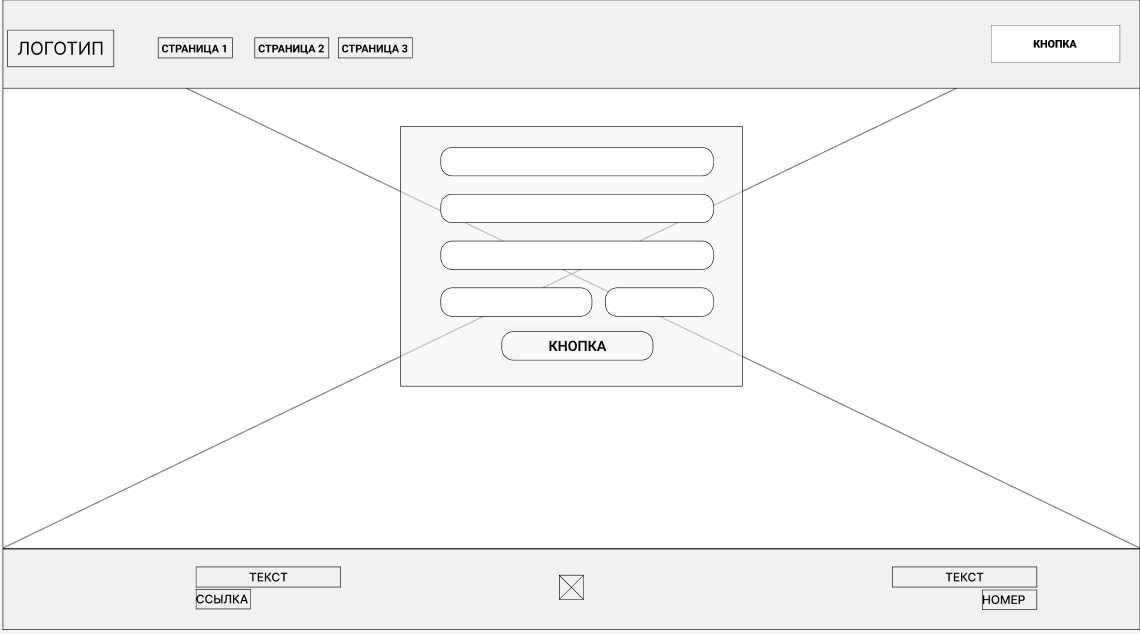 ЛОГОТИП
СТРАНИЦА 1
СТРАНИЦА 2
СТРАНИЦА 3
КНОПКА
КНОПКА
ТЕКСТ
ССЫЛКА
ТЕКСТ
НОМЕР